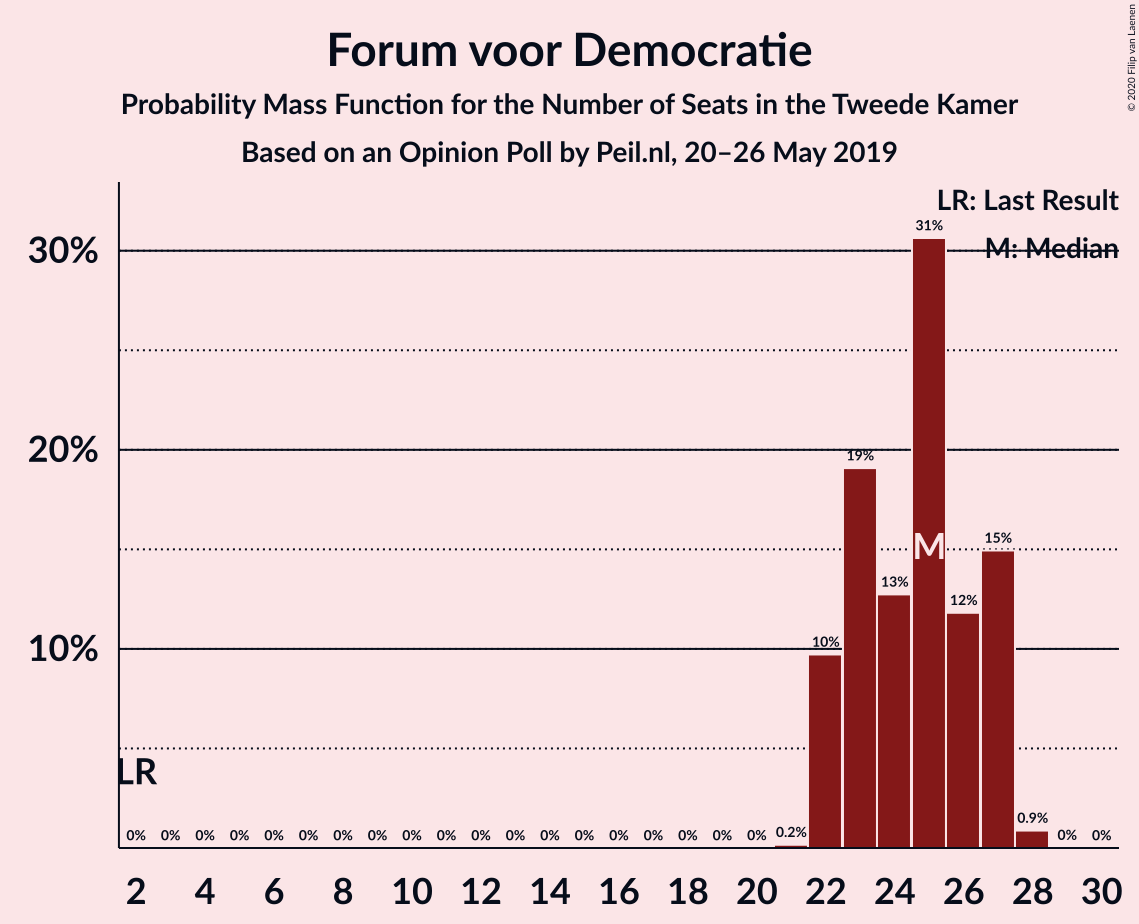 Forum voor Democratie
Probability Mass Function for the Number of Seats in the Tweede Kamer
Based on an Opinion Poll by Peil.nl, 20–26 May 2019
© 2020 Filip van Laenen
LR: Last Result
M: Median
30%
20%
10%
31%
19%
M
15%
13%
12%
10%
LR
0% 0% 0% 0% 0% 0% 0% 0% 0% 0% 0% 0% 0% 0% 0% 0% 0% 0% 0% 0.2% 0.9% 0% 0%
2 4 6 8 10 12 14 16 18 20 22 24 26 28 30